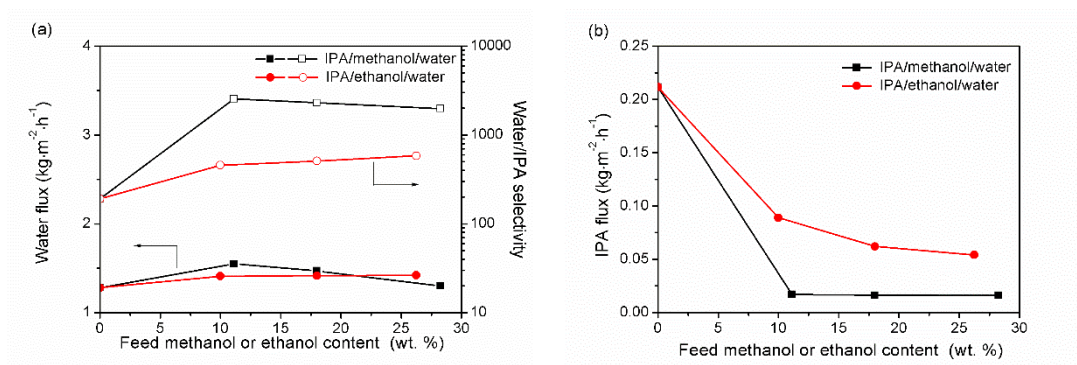 (a)
4
3
2
1
Water flux (kg·m⁻²·h⁻¹)
IPA/methanol/water
IPA/ethanol/water
10000
1000
100
10
Water/IPA selectivity
0 5 10 15 20 25 30
Feed methanol or ethanol content (wt. %)
(b)
0.25
0.20
0.15
0.10
0.05
0.00
IPA flux (kg·m⁻²·h⁻¹)
IPA/methanol/water
IPA/ethanol/water
0 5 10 15 20 25 30
Feed methanol or ethanol content (wt. %)